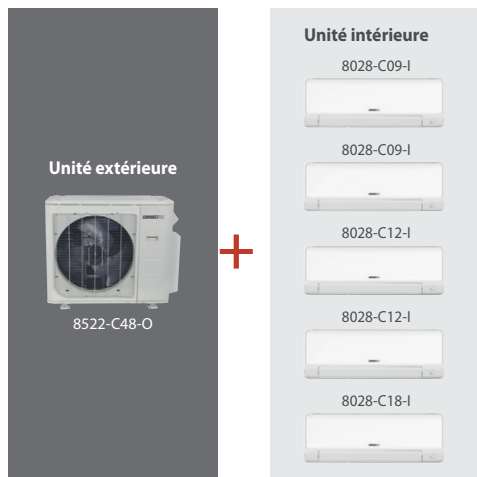 Unité extérieure
8522-C48-O
+
Unité intérieure
8028-C09-I
8028-C09-I
8028-C12-I
8028-C12-I
8028-C18-I